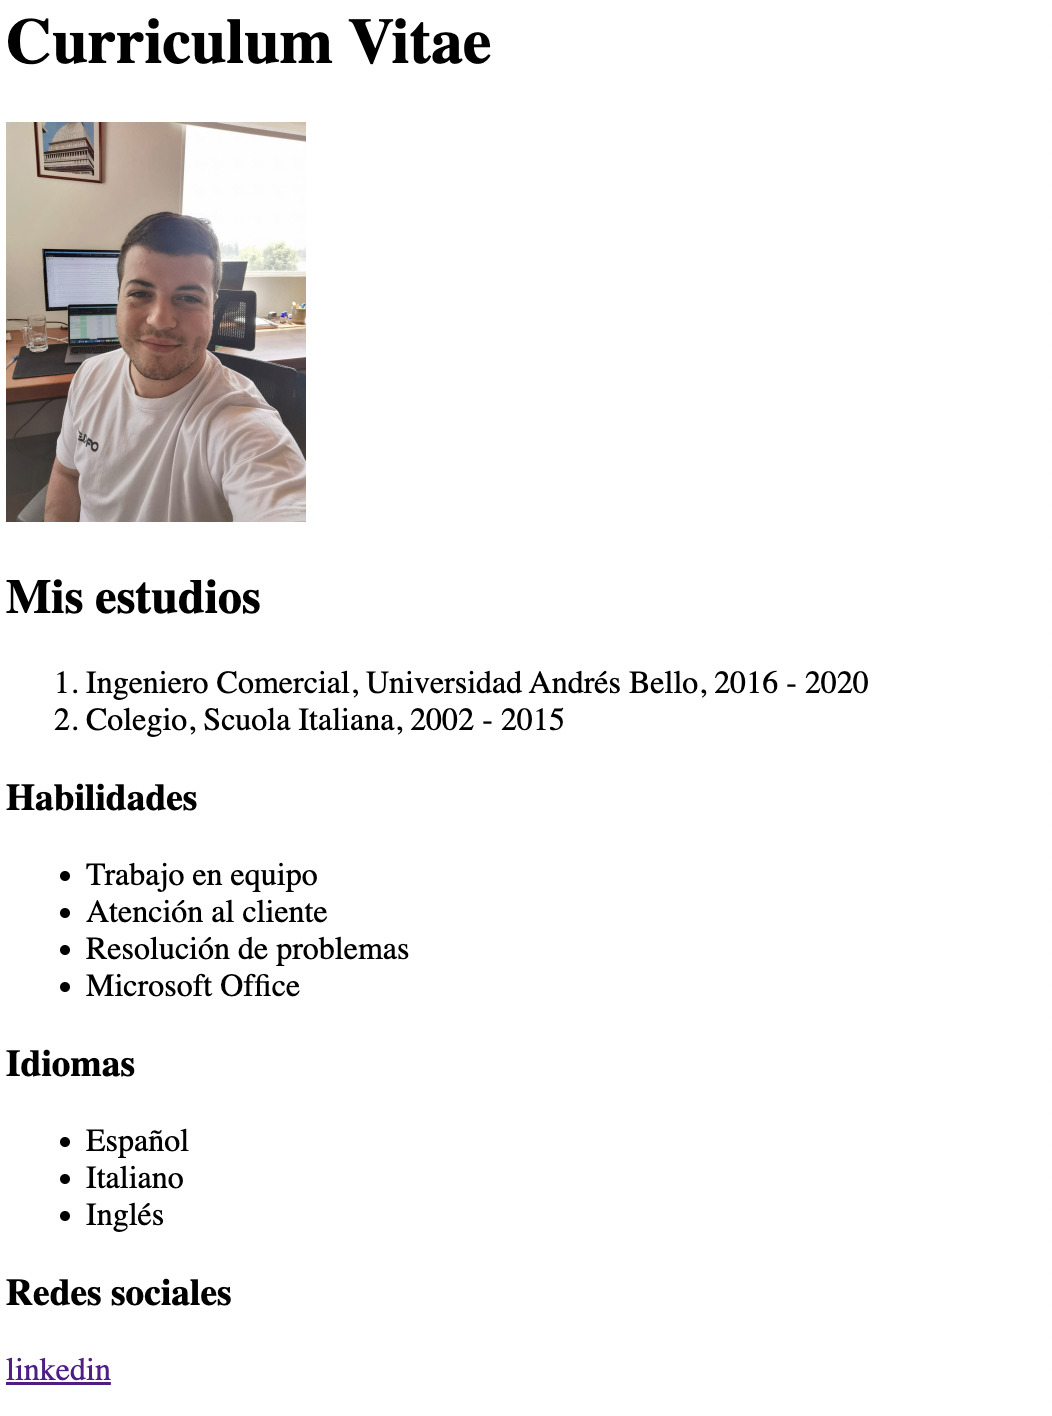 Curriculum Vitae
Mis estudios
1. Ingeniero Comercial, Universidad Andrés Bello, 2016 - 2020
2. Colegio, Scuola Italiana, 2002 - 2015
Habilidades
• Trabajo en equipo
• Atención al cliente
• Resolución de problemas
• Microsoft Office
Idiomas
• Español
• Italiano
• Inglés
Redes sociales
linkedin